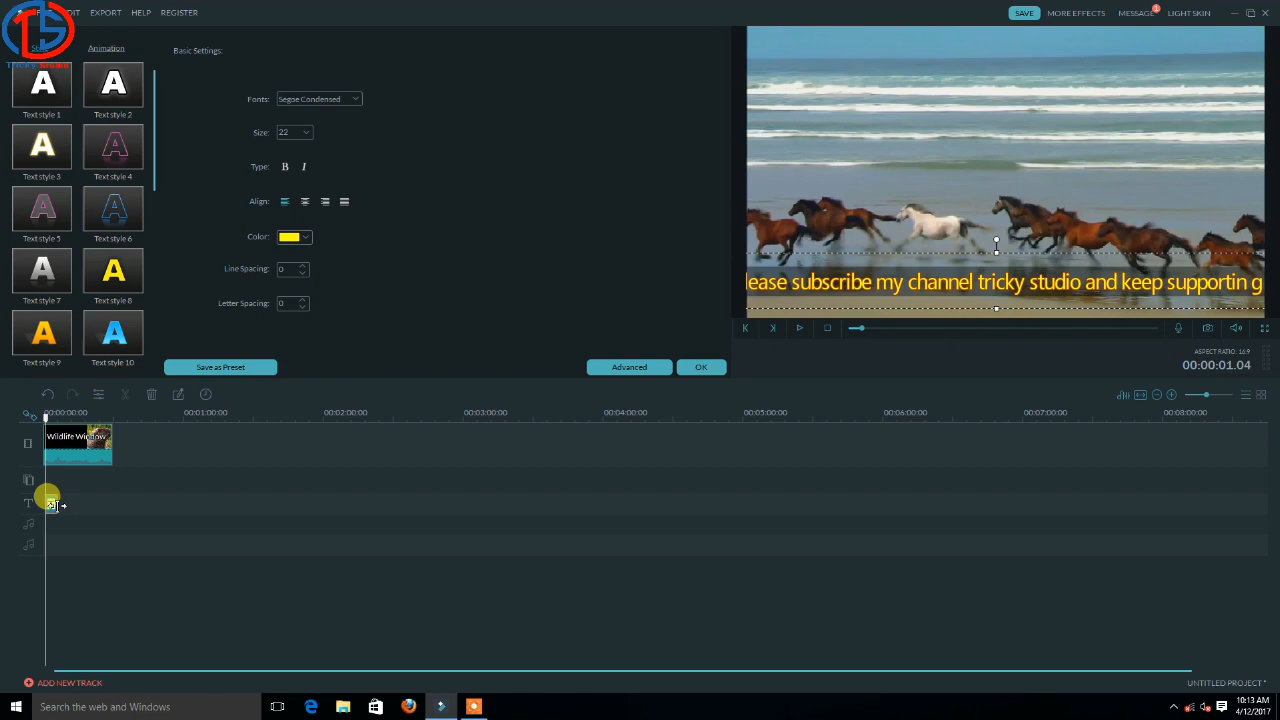 EXPORT
HELP
REGISTER
SAVE
MORE EFFECTS
MESSAGE
1
LIGHT SKIN
Tricky Studio
Animation
Basic Settings:
Text style 1
Text style 2
Text style 3
Text style 4
Text style 5
Text style 6
Text style 7
Text style 8
Text style 9
Text style 10
Fonts:
Segoe Condensed
Size:
22
Type:
B
I
Align:
Color:
Line Spacing:
0
Letter Spacing:
0
Save as Preset
Advanced
OK
lease subscribe my channel tricky studio and keep supporting g
ASPECT RATIO: 16:9
00:00:01.04
00:00:00:00
00:01:00:00
00:02:00:00
00:03:00:00
00:04:00:00
00:05:00:00
00:06:00:00
00:07:00:00
00:08:00:00
Wildlife Window
ADD NEW TRACK
UNTITLED PROJECT *
Search the web and Windows
10:13 AM
4/12/2017